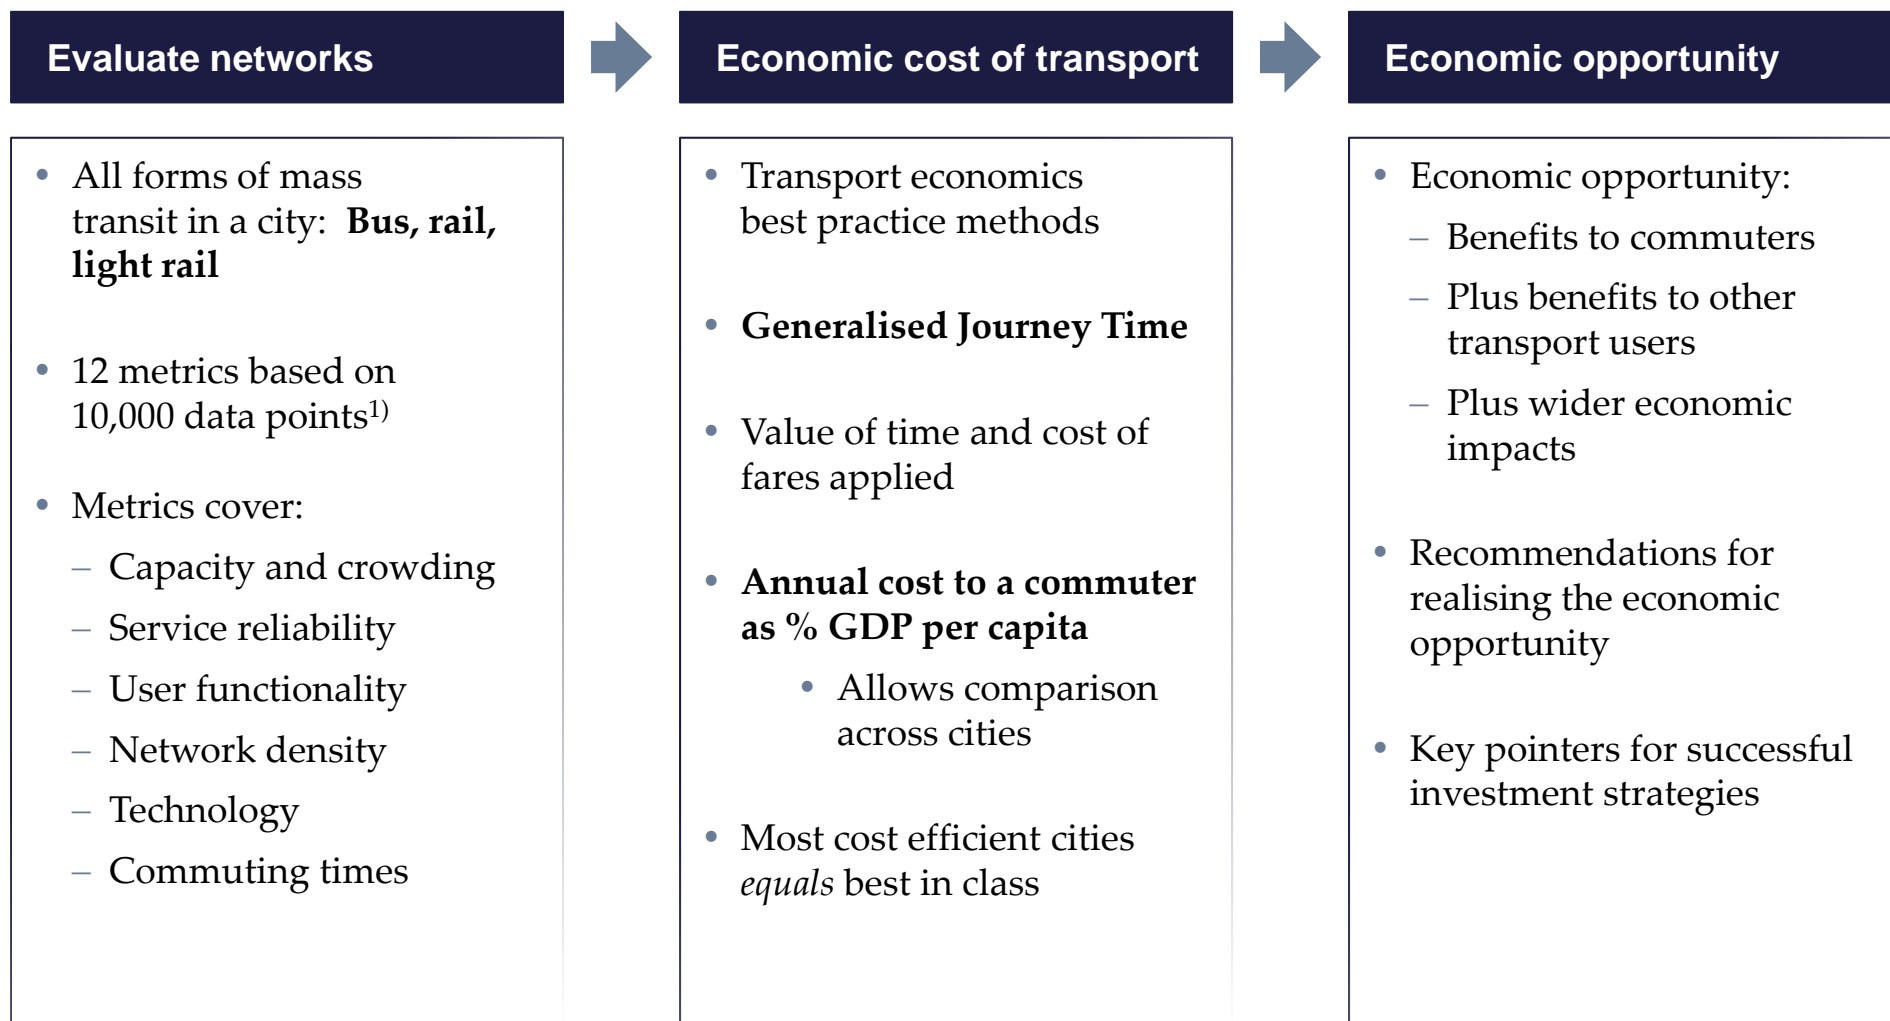 Evaluate networks
• All forms of mass
transit in a city:  Bus, rail,
light rail
• 12 metrics based on
10,000 data points1)
• Metrics cover:
– Capacity and crowding
– Service reliability
– User functionality
– Network density
– Technology
– Commuting times
Economic cost of transport
• Transport economics
best practice methods
• Generalised Journey Time
• Value of time and cost of
fares applied
• Annual cost to a commuter
as % GDP per capita
• Allows comparison
across cities
• Most cost efficient cities
equals best in class
Economic opportunity
• Economic opportunity:
– Benefits to commuters
– Plus benefits to other
transport users
– Plus wider economic
impacts
• Recommendations for
realising the economic
opportunity
• Key pointers for successful
investment strategies